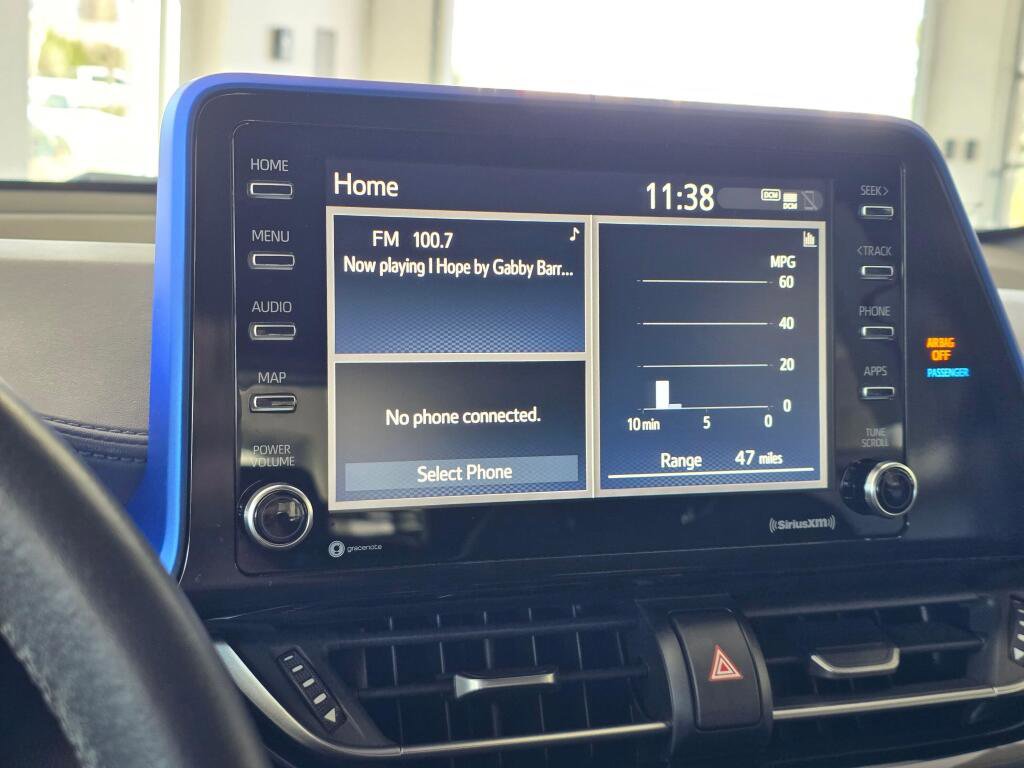 HOME
MENU
AUDIO
MAP
POWER
VOLUME
Home
11:38
DCM
DCM
FM 100.7
Now playing I Hope by Gabby Barr...
No phone connected.
Select Phone
MPG
60
40
20
0
10 min 5 0
Range 47 miles
gracenote
SiriusXM
SEEK>
<TRACK
PHONE
APPS
TUNE
SCROLL
AIRBAG
OFF
PASSENGER